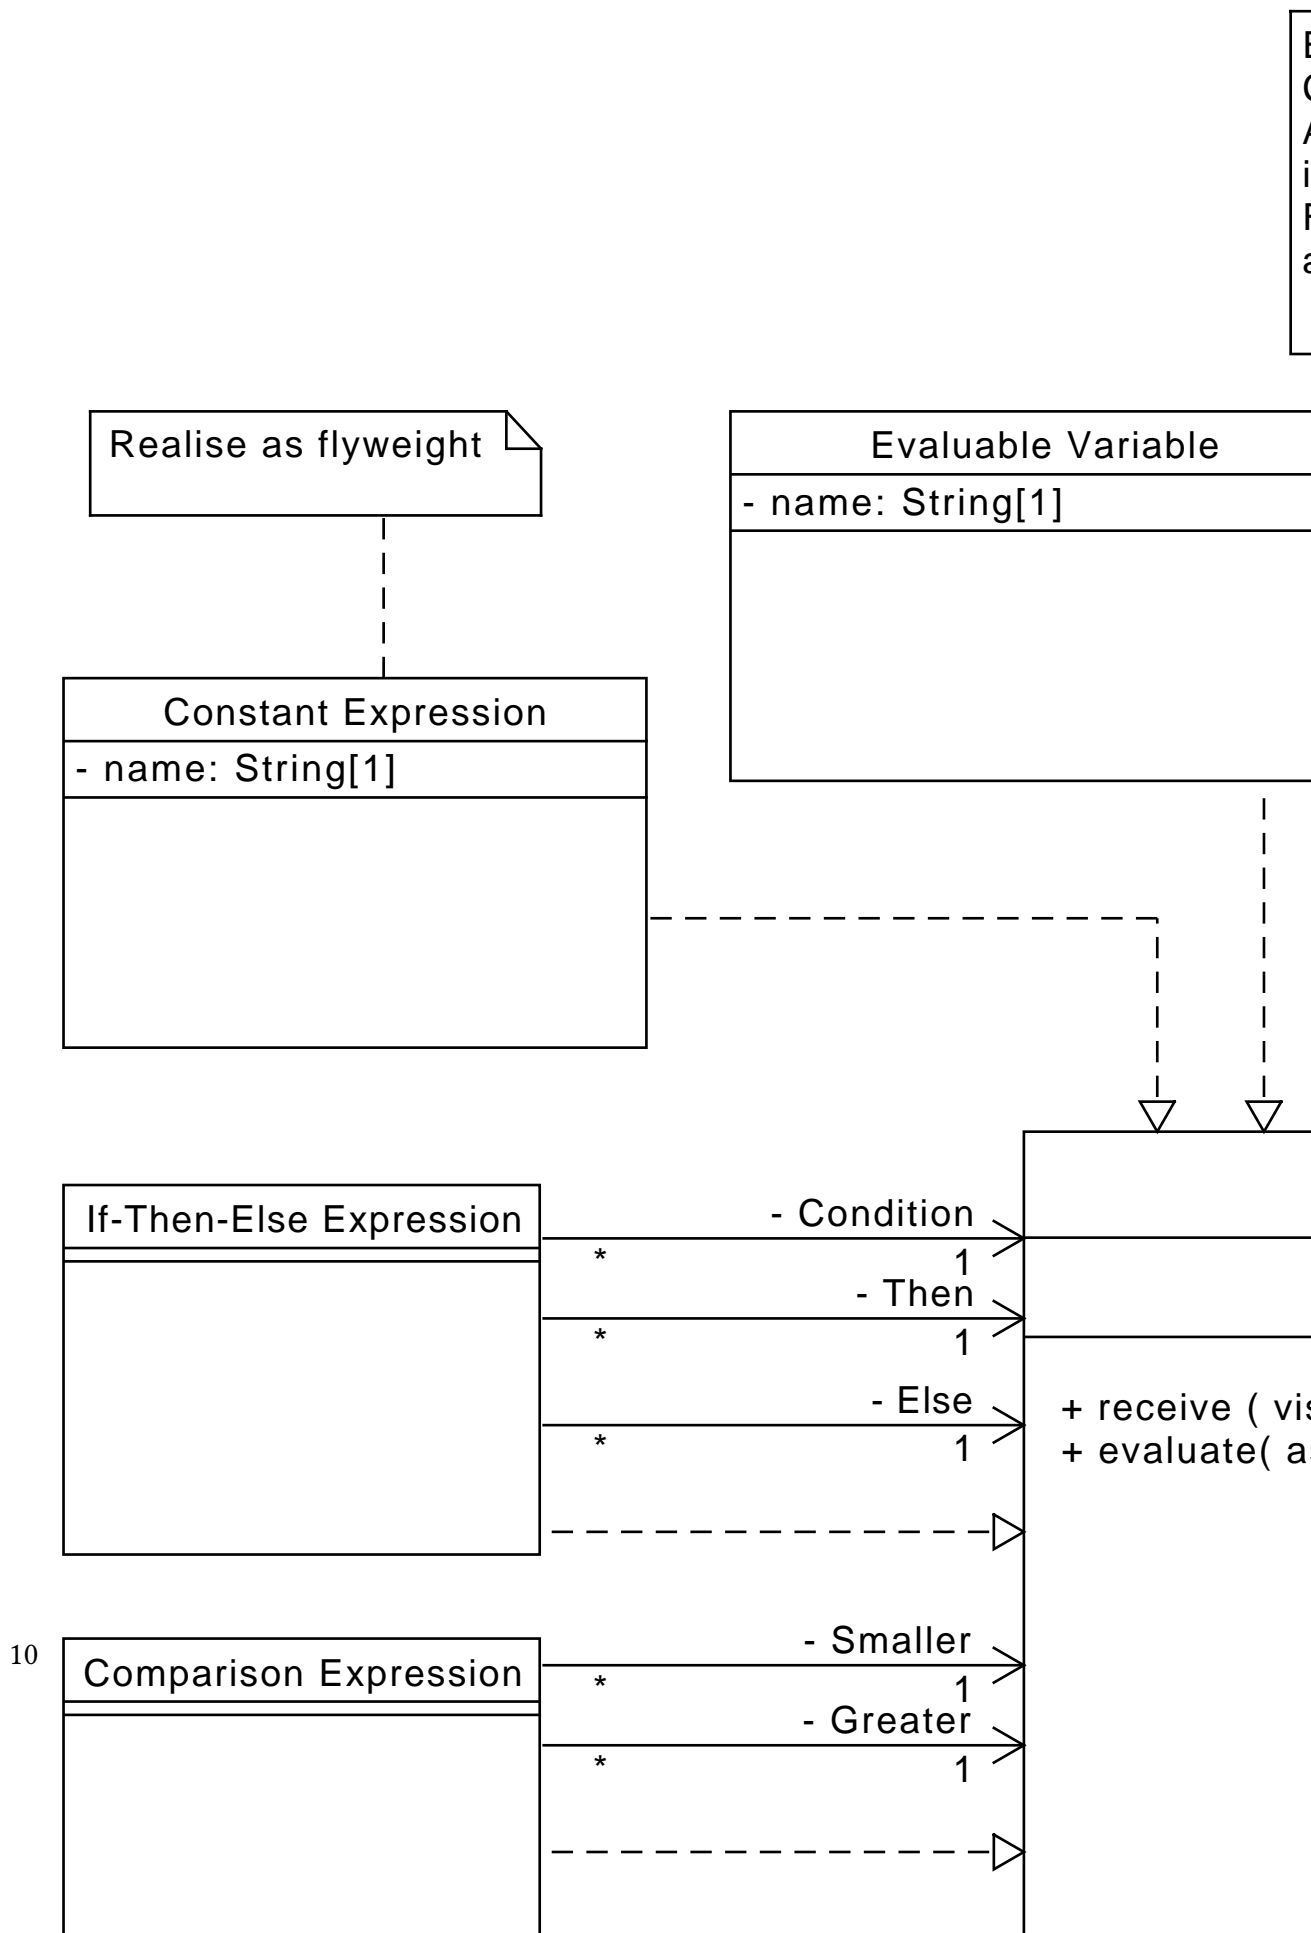 Realise as flyweight
Evaluable Variable
- name: String[1]
Constant Expression
- name: String[1]
If-Then-Else Expression
- Condition
* 1
- Then
* 1
- Else
* 1
+ receive (
+ evaluate(
10
Comparison Expression
- Smaller
* 1
- Greater
* 1